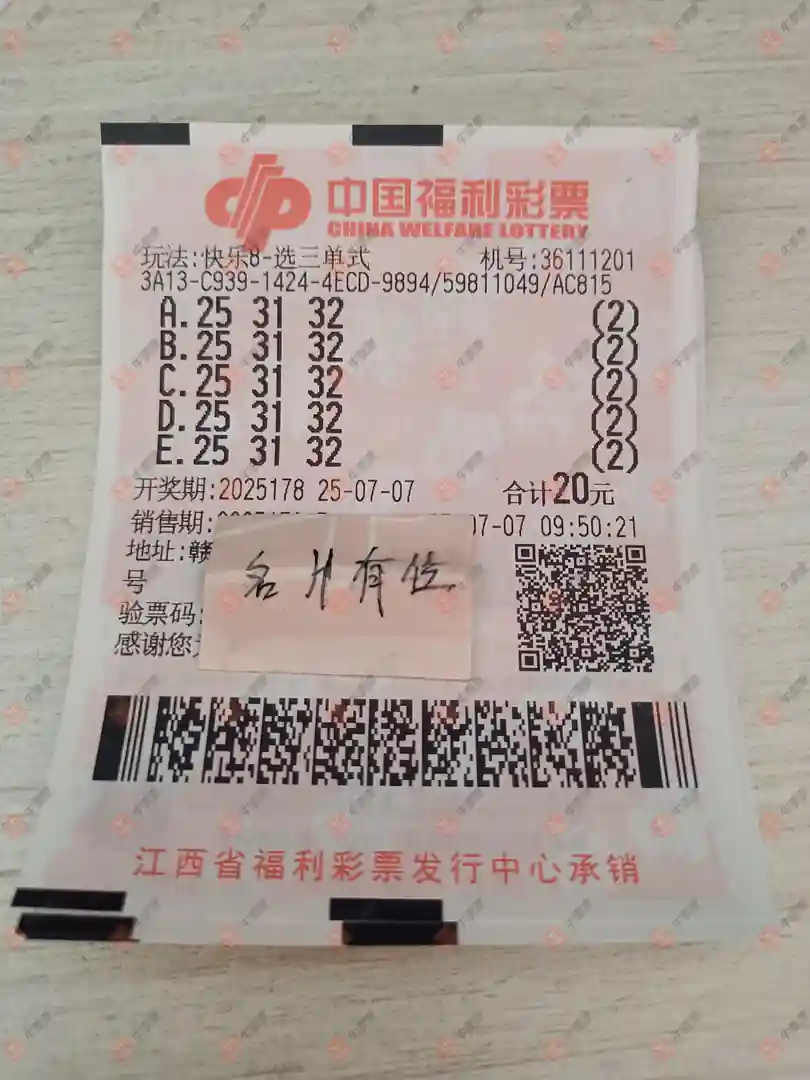 中国福利彩票
CHINA WELFARE LOTTERY
玩法:快乐8-选三单式 机号:36111201
3A13-C939-1424-4ECD-9894/59811049/AC815
A.25 31 32 (2)
B.25 31 32 (2)
C.25 31 32 (2)
D.25 31 32 (2)
E.25 31 32 (2)
开奖期:2025178 25-07-07 合计20元
销售期: 07-07 09:50:21
地址:赣
号
名片有位
验票码:
感谢您
江西省福利彩票发行中心承销